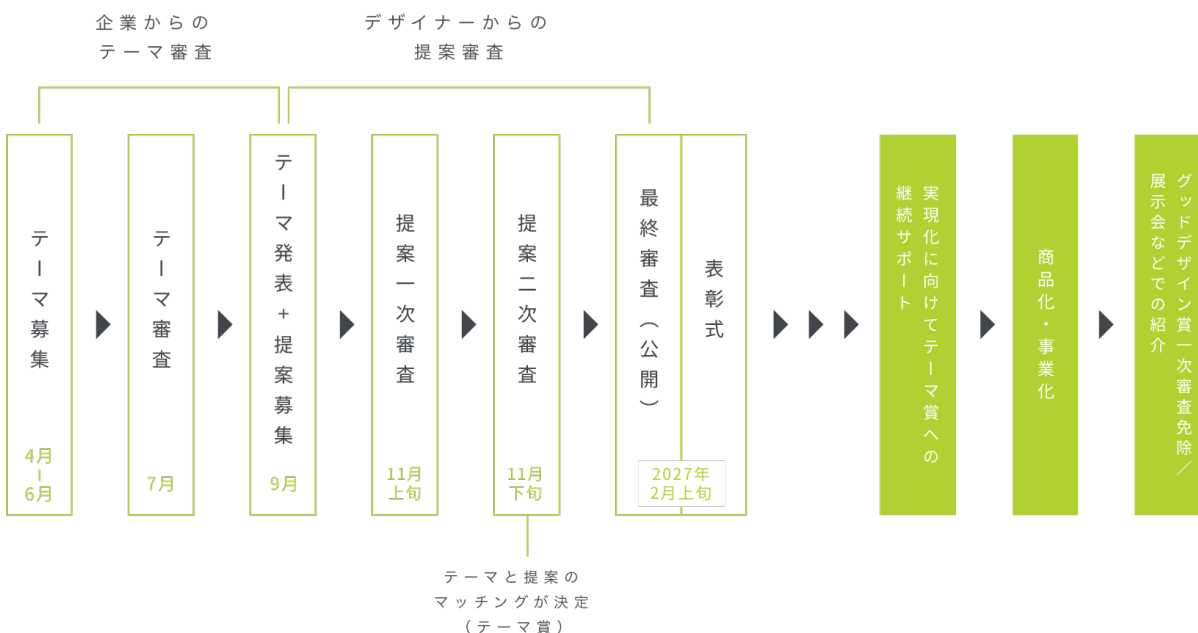 企業からの
テーマ審査
デザイナーからの
提案審査
テーマ募集
4月
–
6月
テーマ審査
7月
テーマ発表+提案募集
9月
提案一次審査
11月
上旬
提案二次審査
11月
下旬
最終審査(公開)
表彰式
2027年
2月上旬
実現化に向けてテーマ賞への
継続サポート
商品化・事業化
グッドデザイン賞一次審査免除/
展示会などでの紹介
テーマと提案の
マッチングが決定
(テーマ賞)